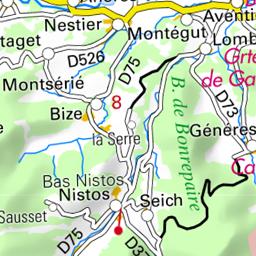 Aventi
Nestier
Montégut
taget
D526
Lomb
Grte
de Ga
Montsérié
D75
8
Bize
D73
la Serre
B. de Bonrepaire
Génères
Ca
Bas Nistos
Nistos
Seich
Sausset
D75
D3